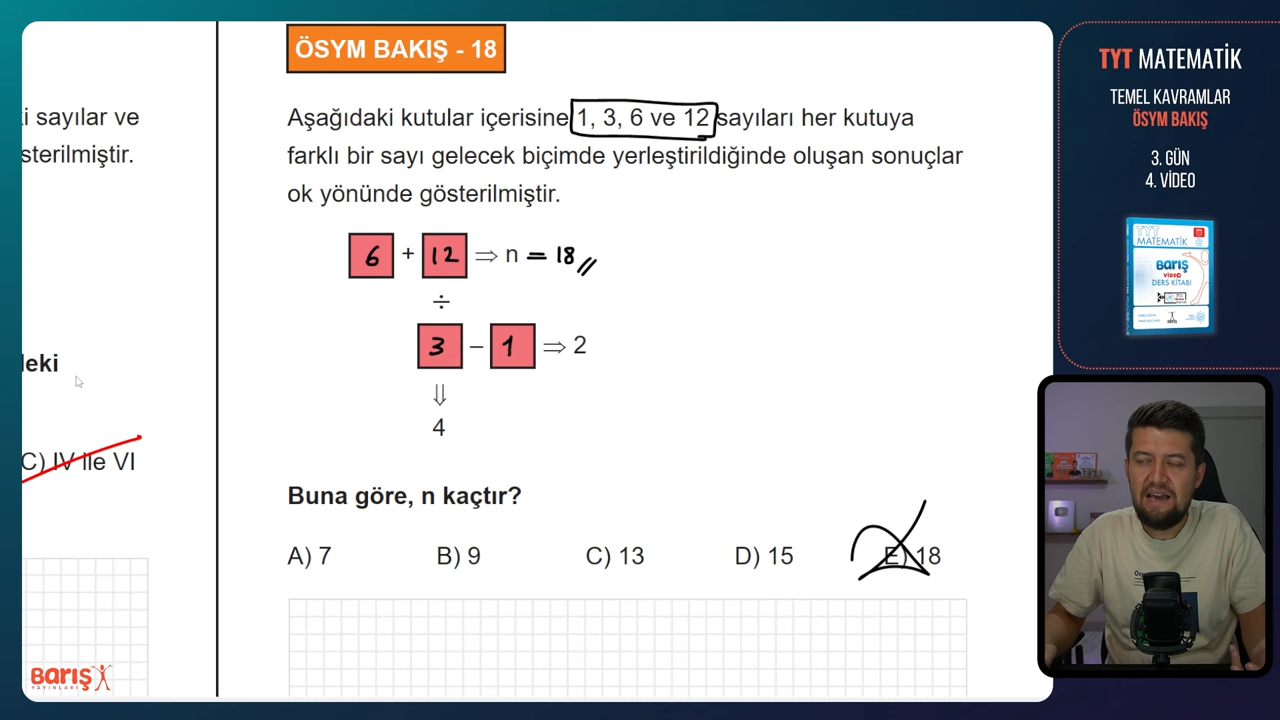 ÖSYM BAKIŞ - 18
Aşağıdaki kutular içerisine 1, 3, 6 ve 12 sayıları her kutuya
farklı bir sayı gelecek biçimde yerleştirildiğinde oluşan sonuçlar
ok yönünde gösterilmiştir.
6 + 12 ⇒ n = 18
÷
3 − 1 ⇒ 2
⇓
4
Buna göre, n kaçtır?
A) 7 B) 9 C) 13 D) 15 E) 18
sayılar ve
sterilmiştir.
leki
C) IV ile VI
BARIŞ
YAYINLARI
TYT MATEMATİK
TEMEL KAVRAMLAR
ÖSYM BAKIŞ
3. GÜN
4. VİDEO
TYT
MATEMATİK
BARIŞ
VİDEO
DERS KİTABI